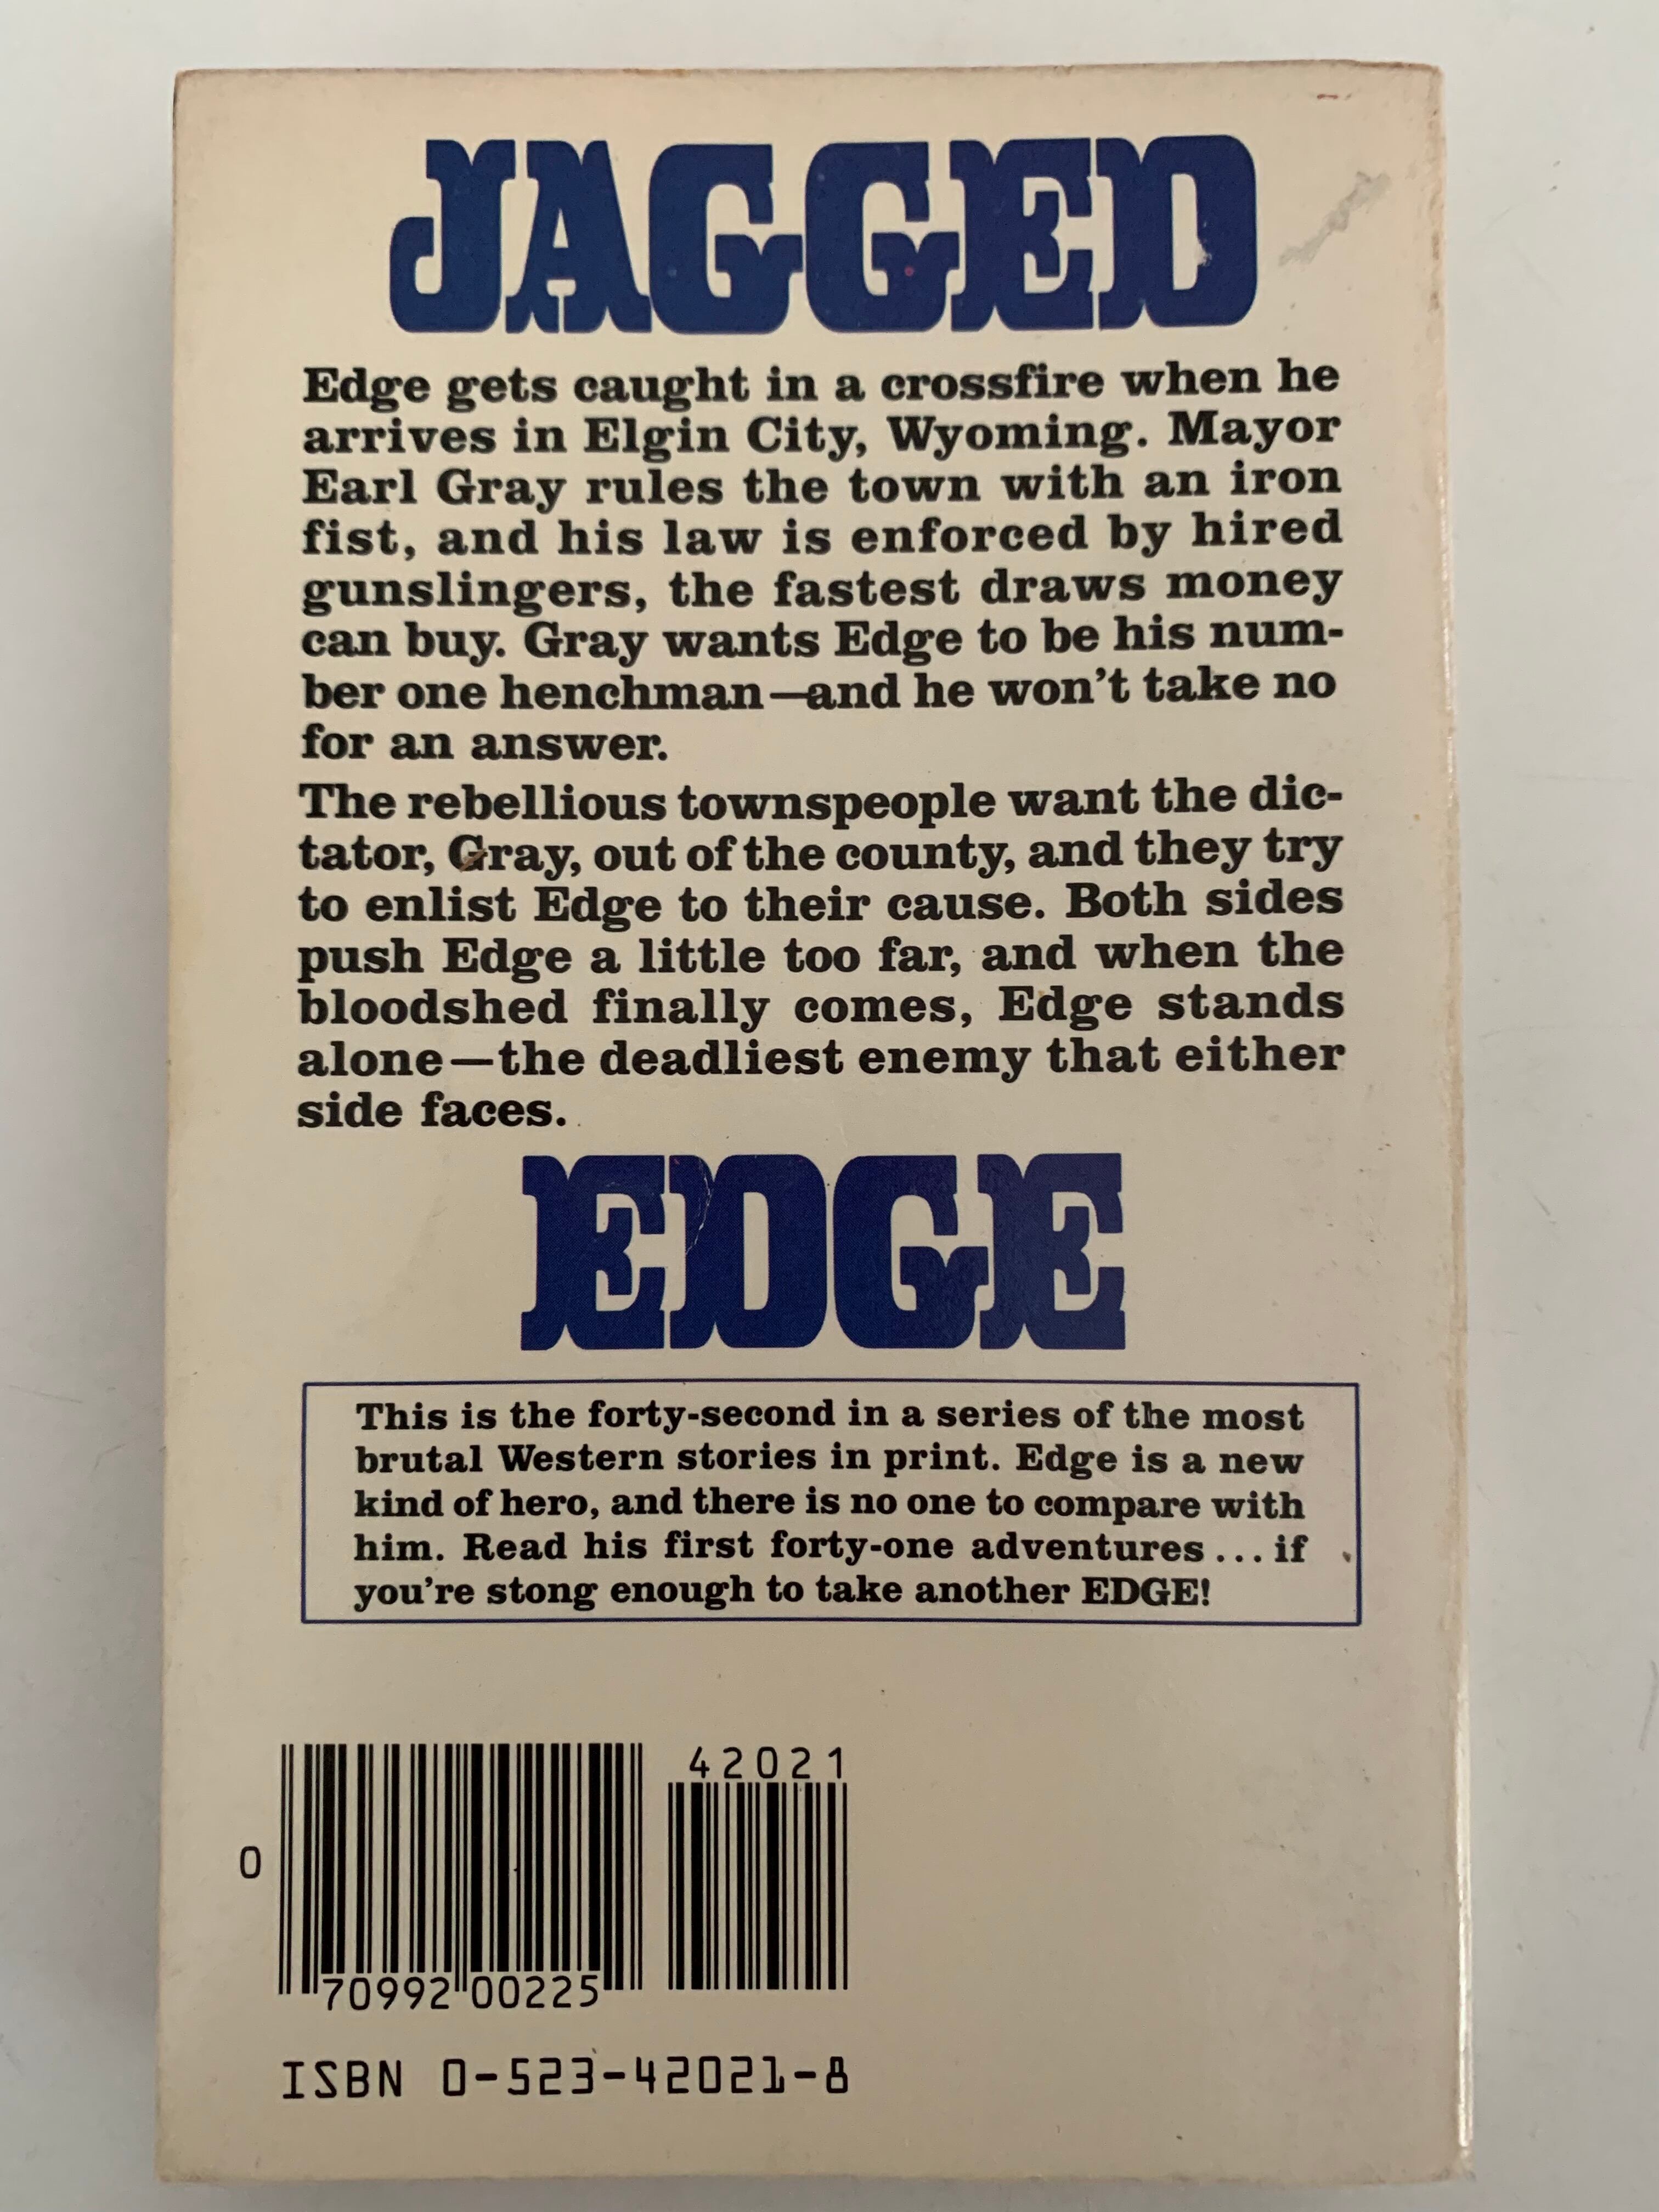 JAGGED
Edge gets caught in a crossfire when he
arrives in Elgin City, Wyoming. Mayor
Earl Gray rules the town with an iron
fist, and his law is enforced by hired
gunslingers, the fastest draws money
can buy. Gray wants Edge to be his num-
ber one henchman—and he won't take no
for an answer.
The rebellious townspeople want the dic-
tator, Gray, out of the county, and they try
to enlist Edge to their cause. Both sides
push Edge a little too far, and when the
bloodshed finally comes, Edge stands
alone—the deadliest enemy that either
side faces.
EDGE
This is the forty-second in a series of the most
brutal Western stories in print. Edge is a new
kind of hero, and there is no one to compare with
him. Read his first forty-one adventures... if
you're stong enough to take another EDGE!
42021
0
70992 00225
ISBN 0-523-42021-8